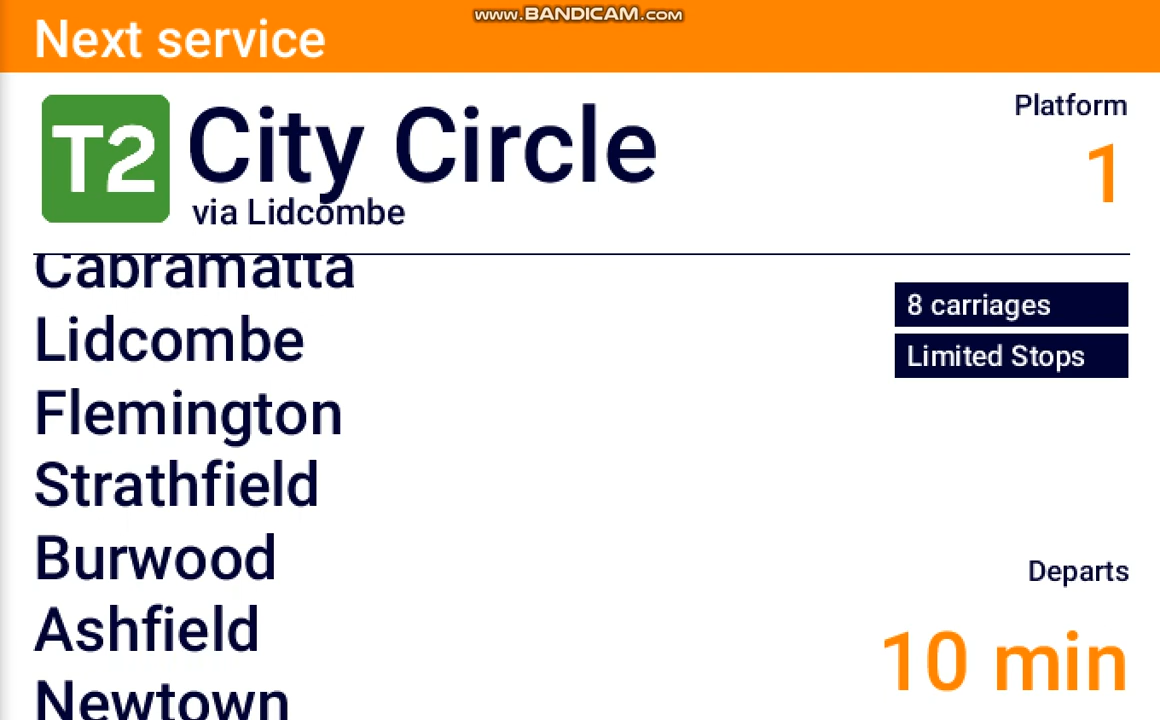 www.BANDICAM.com
Next service
T2 City Circle
via Lidcombe
Platform
1
Cabramatta
Lidcombe
Flemington
Strathfield
Burwood
Ashfield
Newtown
8 carriages
Limited Stops
Departs
10 min